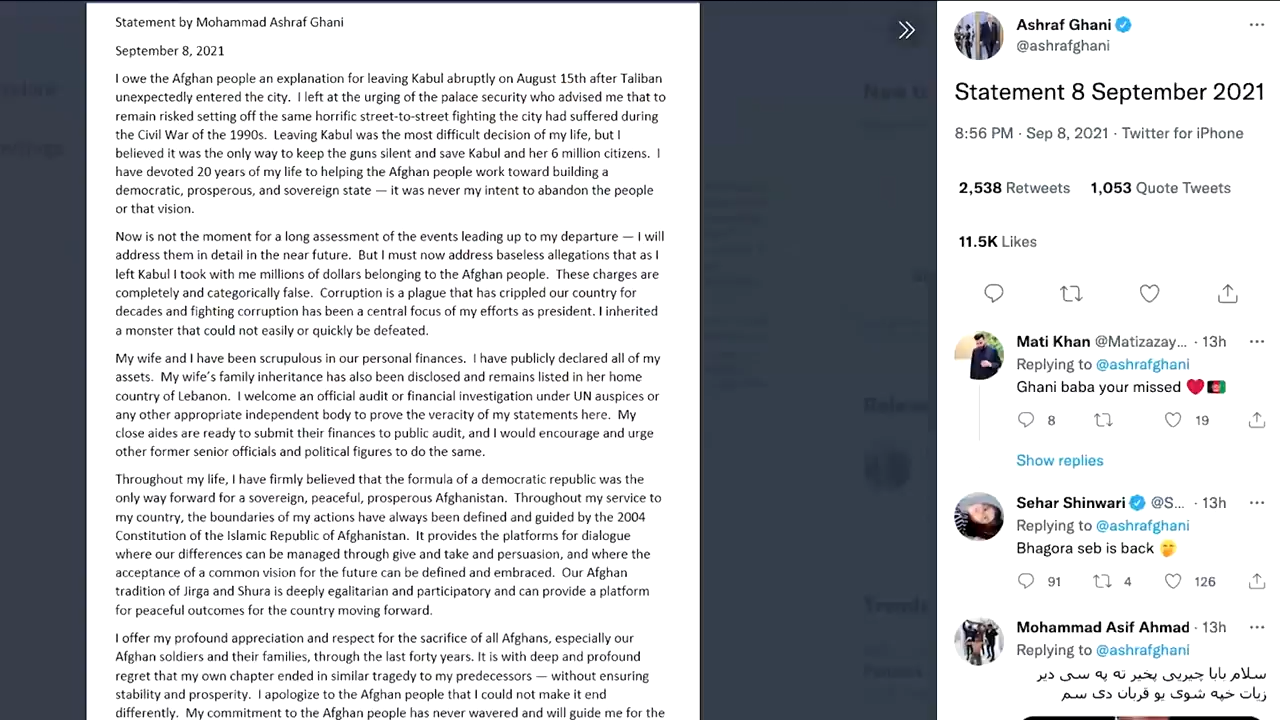 Statement by Mohammad Ashraf Ghani
September 8, 2021
I owe the Afghan people an explanation for leaving Kabul abruptly on August 15th after Taliban
unexpectedly entered the city. I left at the urging of the palace security who advised me that to
remain risked setting off the same horrific street-to-street fighting the city had suffered during
the Civil War of the 1990s. Leaving Kabul was the most difficult decision of my life, but I
believed it was the only way to keep the guns silent and save Kabul and her 6 million citizens. I
have devoted 20 years of my life to helping the Afghan people work toward building a
democratic, prosperous, and sovereign state — it was never my intent to abandon the people
or that vision.
Now is not the moment for a long assessment of the events leading up to my departure — I will
address them in detail in the near future. But I must now address baseless allegations that as I
left Kabul I took with me millions of dollars belonging to the Afghan people. These charges are
completely and categorically false. Corruption is a plague that has crippled our country for
decades and fighting corruption has been a central focus of my efforts as president. I inherited
a monster that could not easily or quickly be defeated.
My wife and I have been scrupulous in our personal finances. I have publicly declared all of my
assets. My wife's family inheritance has also been disclosed and remains listed in her home
country of Lebanon. I welcome an official audit or financial investigation under UN auspices or
any other appropriate independent body to prove the veracity of my statements here. My
close aides are ready to submit their finances to public audit, and I would encourage and urge
other former senior officials and political figures to do the same.
Throughout my life, I have firmly believed that the formula of a democratic republic was the
only way forward for a sovereign, peaceful, prosperous Afghanistan. Throughout my service to
my country, the boundaries of my actions have always been defined and guided by the 2004
Constitution of the Islamic Republic of Afghanistan. It provides the platforms for dialogue
where our differences can be managed through give and take and persuasion, and where the
acceptance of a common vision for the future can be defined and embraced. Our Afghan
tradition of Jirga and Shura is deeply egalitarian and participatory and can provide a platform
for peaceful outcomes for the country moving forward.
I offer my profound appreciation and respect for the sacrifice of all Afghans, especially our
Afghan soldiers and their families, through the last forty years. It is with deep and profound
regret that my own chapter ended in similar tragedy to my predecessors — without ensuring
stability and prosperity. I apologize to the Afghan people that I could not make it end
differently. My commitment to the Afghan people has never wavered and will guide me for the
Ashraf Ghani
@ashrafghani
Statement 8 September 2021
8:56 PM · Sep 8, 2021 · Twitter for iPhone
2,538 Retweets 1,053 Quote Tweets
11.5K Likes
Mati Khan @Matizazay... · 13h
Replying to @ashrafghani
Ghani baba your missed ❤️🇦🇫
8 19
Show replies
Sehar Shinwari @S... · 13h
Replying to @ashrafghani
Bhagora seb is back 🤭
91 4 126
Mohammad Asif Ahmad · 13h
Replying to @ashrafghani
سلام بابا چیریی پخیر ته په سی دیر
زیات خپه شوی یو قربان دی سم